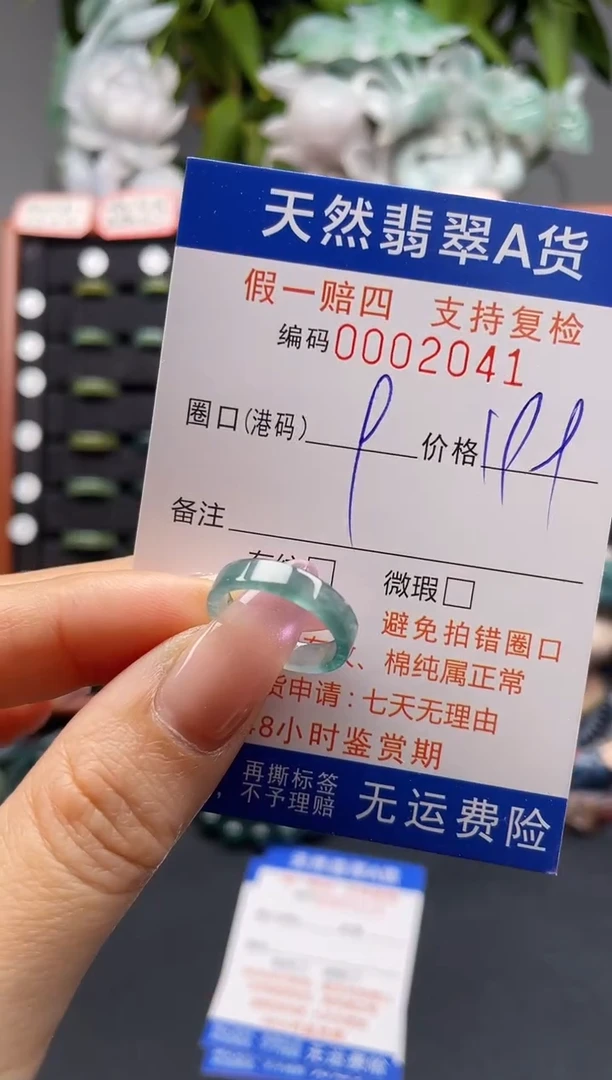 天然翡翠A货
假一赔四 支持复检
编码0002041
圈口(港码) 价格
备注
微瑕□
避免拍错圈口
、棉纯属正常
货申请:七天无理由
48小时鉴赏期
再撕标签
,不予理赔
无运费险